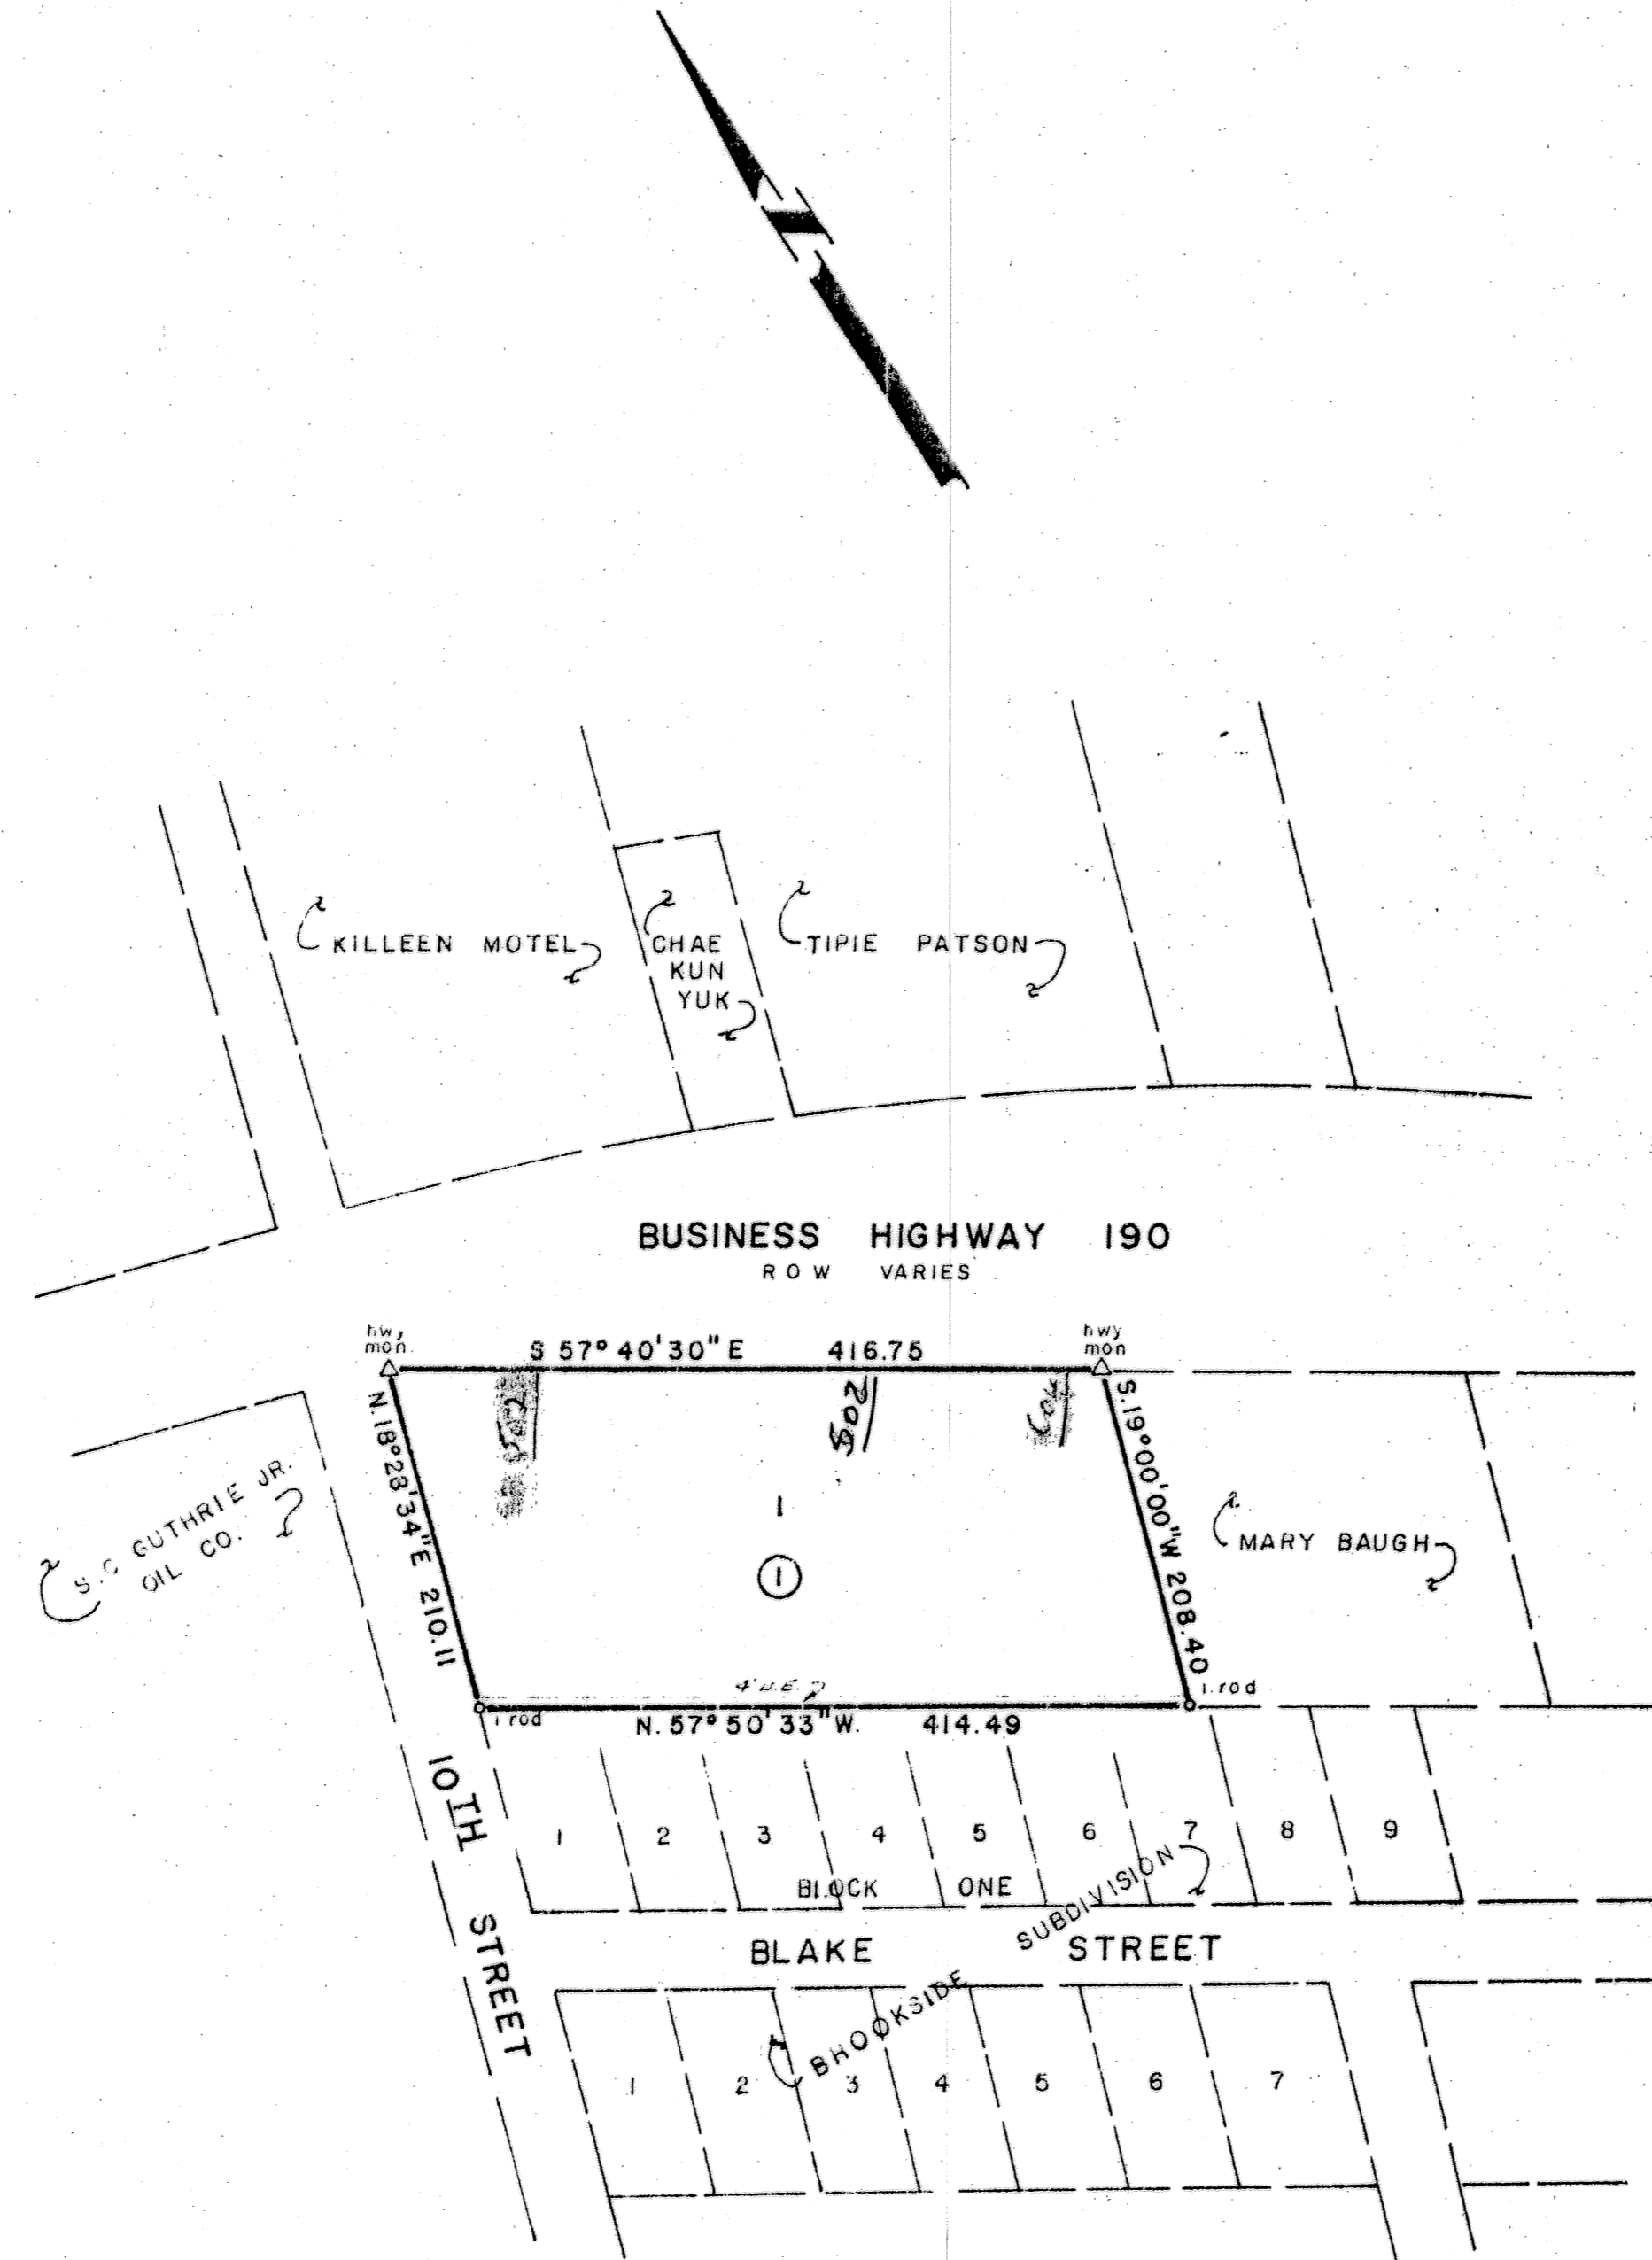 KILLEEN MOTEL
CHAE
KUN
YUK
TIPIE PATSON
BUSINESS HIGHWAY 190
ROW VARIES
hwy
mon.
S 57° 40' 30" E 416.75
hwy
mon
502
802
N. 18° 23' 34" E 210.11
S. 19° 00' 00" W 208.40
S.C GUTHRIE JR.
OIL CO.
1
1
MARY BAUGH
4' U.E.
i rod
i. rod
N. 57° 50' 33" W. 414.49
10TH STREET
1 2 3 4 5 6 7 8 9
BLOCK ONE
BLAKE STREET
BROOKSIDE SUBDIVISION
1 2 3 4 5 6 7